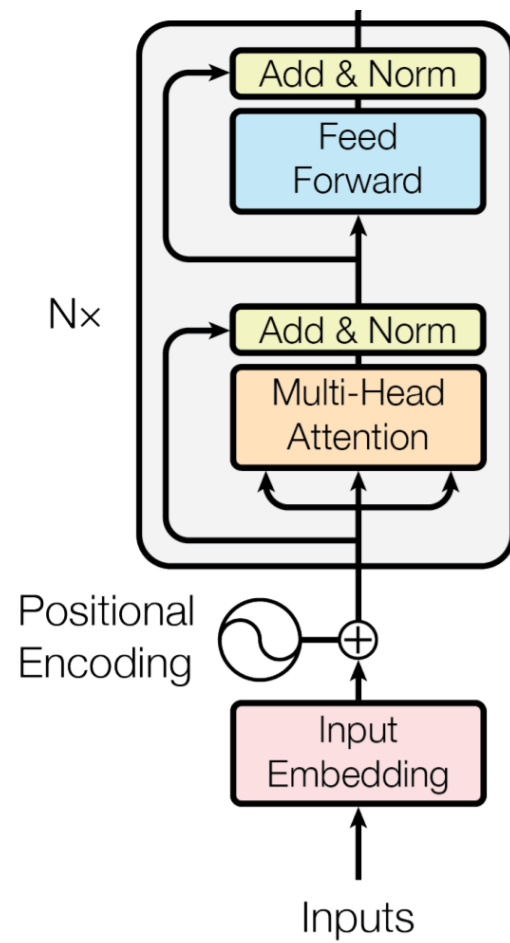 Add & Norm
Feed
Forward
N×
Add & Norm
Multi-Head
Attention
Positional
Encoding
Input
Embedding
Inputs